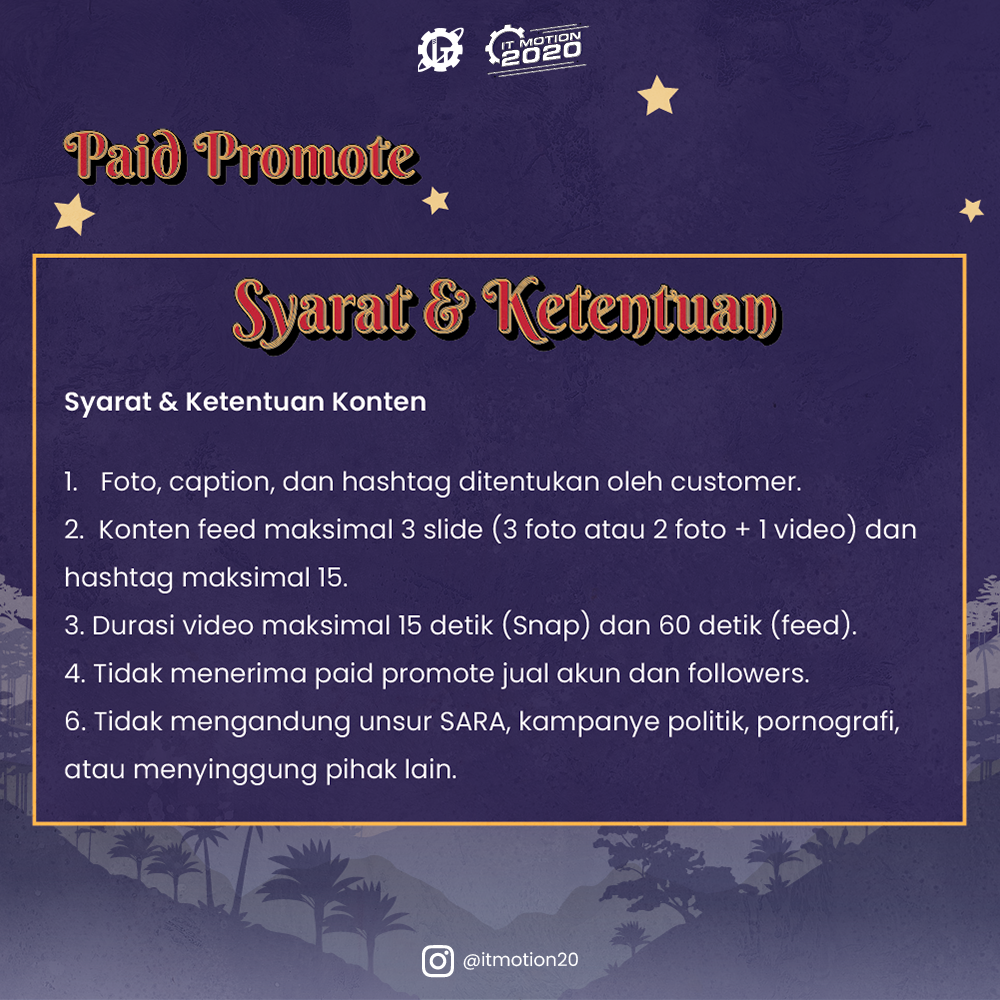 IT MOTION
2020
Paid Promote
Syarat & Ketentuan
Syarat & Ketentuan Konten
1. Foto, caption, dan hashtag ditentukan oleh customer.
2. Konten feed maksimal 3 slide (3 foto atau 2 foto + 1 video) dan
hashtag maksimal 15.
3. Durasi video maksimal 15 detik (Snap) dan 60 detik (feed).
4. Tidak menerima paid promote jual akun dan followers.
6. Tidak mengandung unsur SARA, kampanye politik, pornografi,
atau menyinggung pihak lain.
@itmotion20